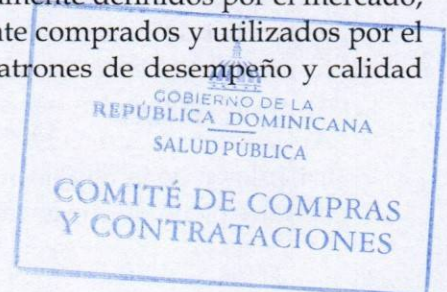 mente definidos por el mercado,
te comprados y utilizados por el
atrones de desempeño y calidad
GOBIERNO DE LA
REPÚBLICA DOMINICANA
SALUD PÚBLICA
COMITÉ DE COMPRAS
Y CONTRATACIONES